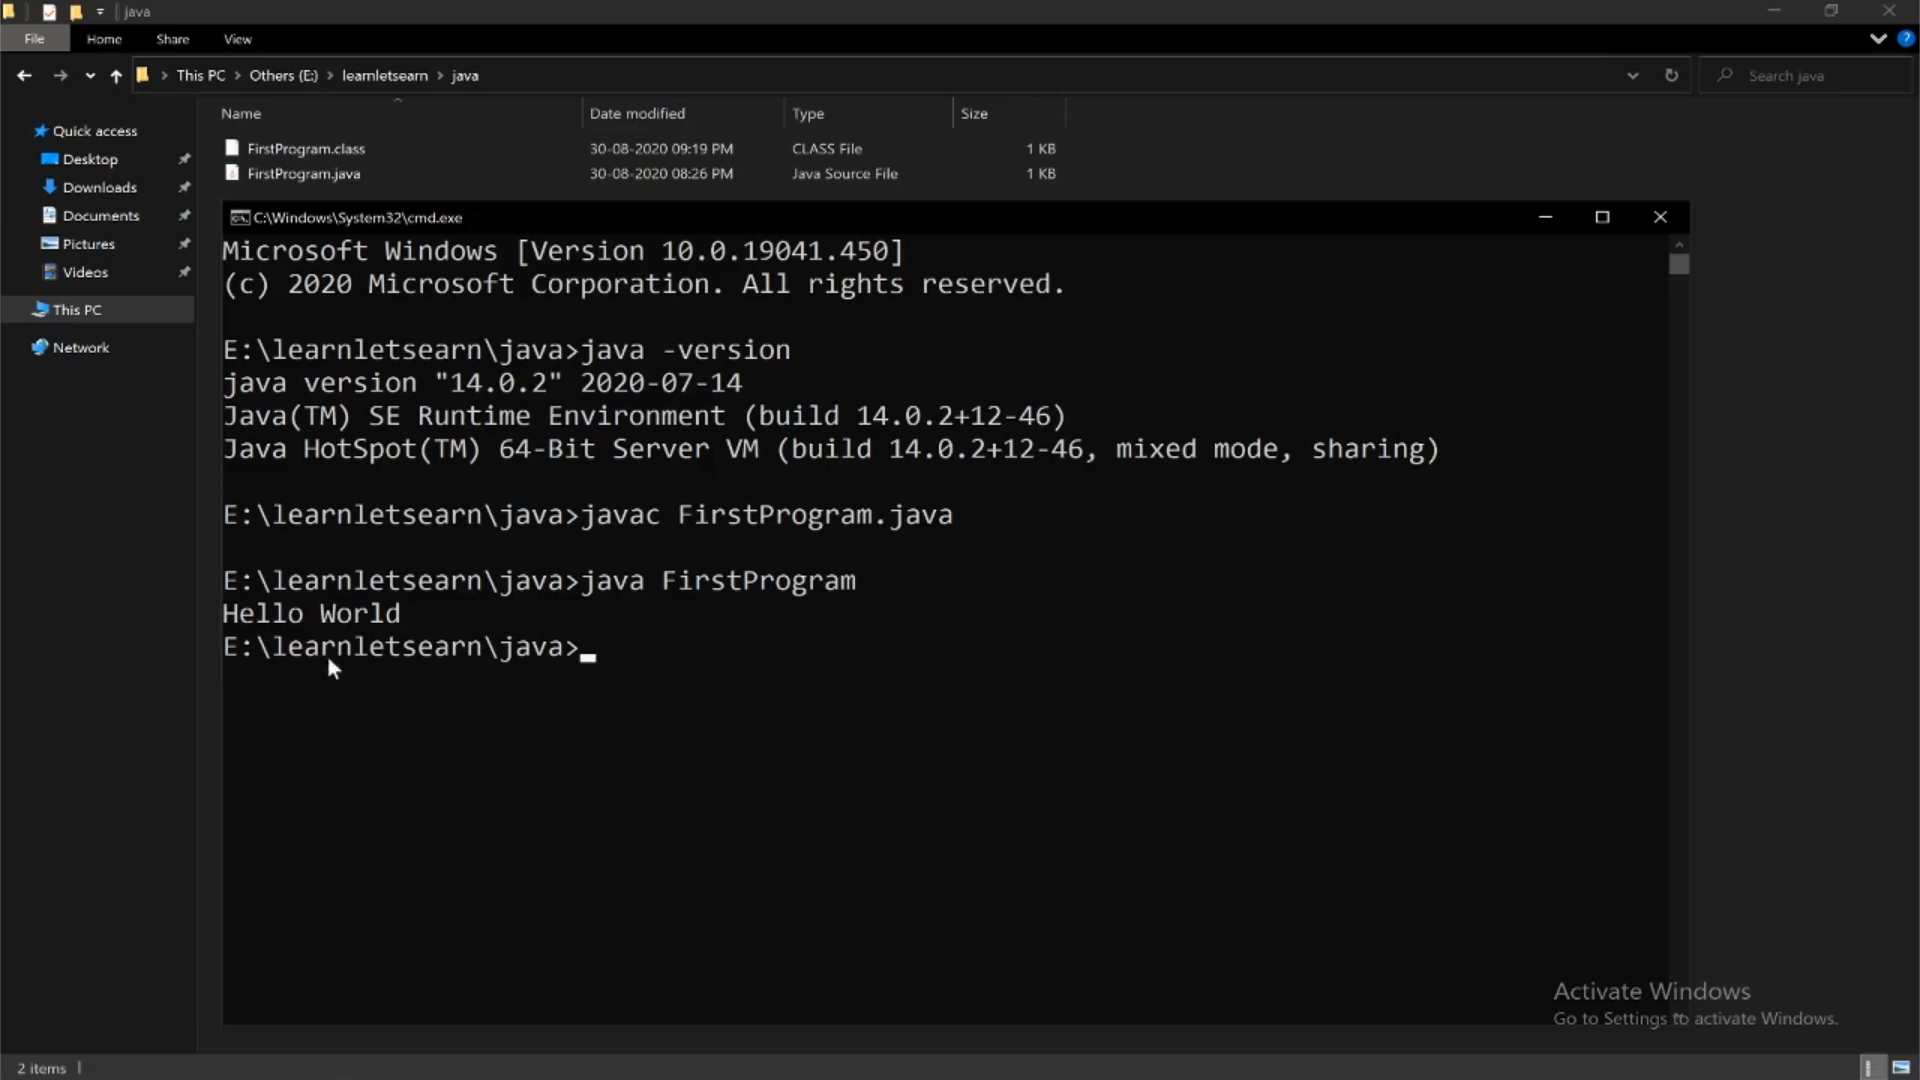 java
File Home Share View
This PC > Others (E:) > learnletsearn > java
Search java
Name Date modified Type Size
FirstProgram.class 30-08-2020 09:19 PM CLASS File 1 KB
FirstProgram.java 30-08-2020 08:26 PM Java Source File 1 KB
Quick access
Desktop
Downloads
Documents
Pictures
Videos
This PC
Network
C:\Windows\System32\cmd.exe
Microsoft Windows [Version 10.0.19041.450]
(c) 2020 Microsoft Corporation. All rights reserved.
E:\learnletsearn\java>java -version
java version "14.0.2" 2020-07-14
Java(TM) SE Runtime Environment (build 14.0.2+12-46)
Java HotSpot(TM) 64-Bit Server VM (build 14.0.2+12-46, mixed mode, sharing)
E:\learnletsearn\java>javac FirstProgram.java
E:\learnletsearn\java>java FirstProgram
Hello World
E:\learnletsearn\java>
Activate Windows
Go to Settings to activate Windows.
2 items